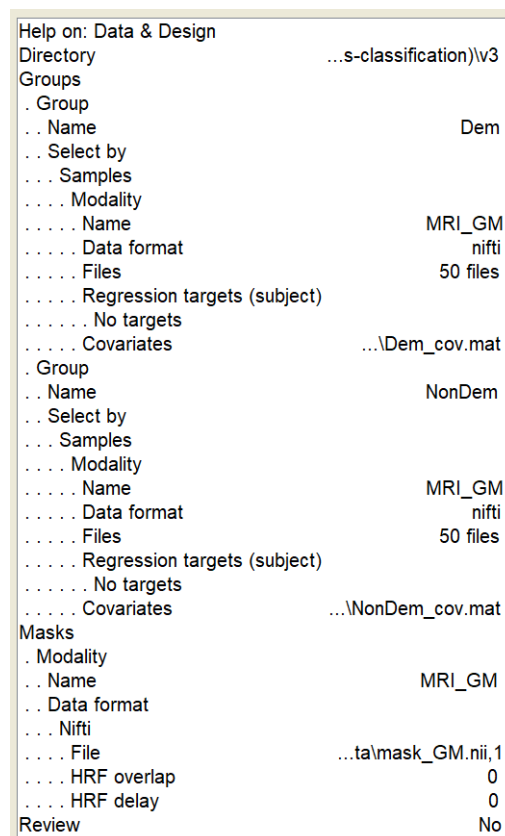 Help on: Data & Design
Directory ...s-classification)\v3
Groups
. Group
. . Name Dem
. . Select by
. . . Samples
. . . . Modality
. . . . . Name MRI_GM
. . . . . Data format nifti
. . . . . Files 50 files
. . . . . Regression targets (subject)
. . . . . . No targets
. . . . . Covariates ...\Dem_cov.mat
. Group
. . Name NonDem
. . Select by
. . . Samples
. . . . Modality
. . . . . Name MRI_GM
. . . . . Data format nifti
. . . . . Files 50 files
. . . . . Regression targets (subject)
. . . . . . No targets
. . . . . Covariates ...\NonDem_cov.mat
Masks
. Modality
. . Name MRI_GM
. . Data format
. . . Nifti
. . . . File ...ta\mask_GM.nii,1
. . . . HRF overlap 0
. . . . HRF delay 0
Review No